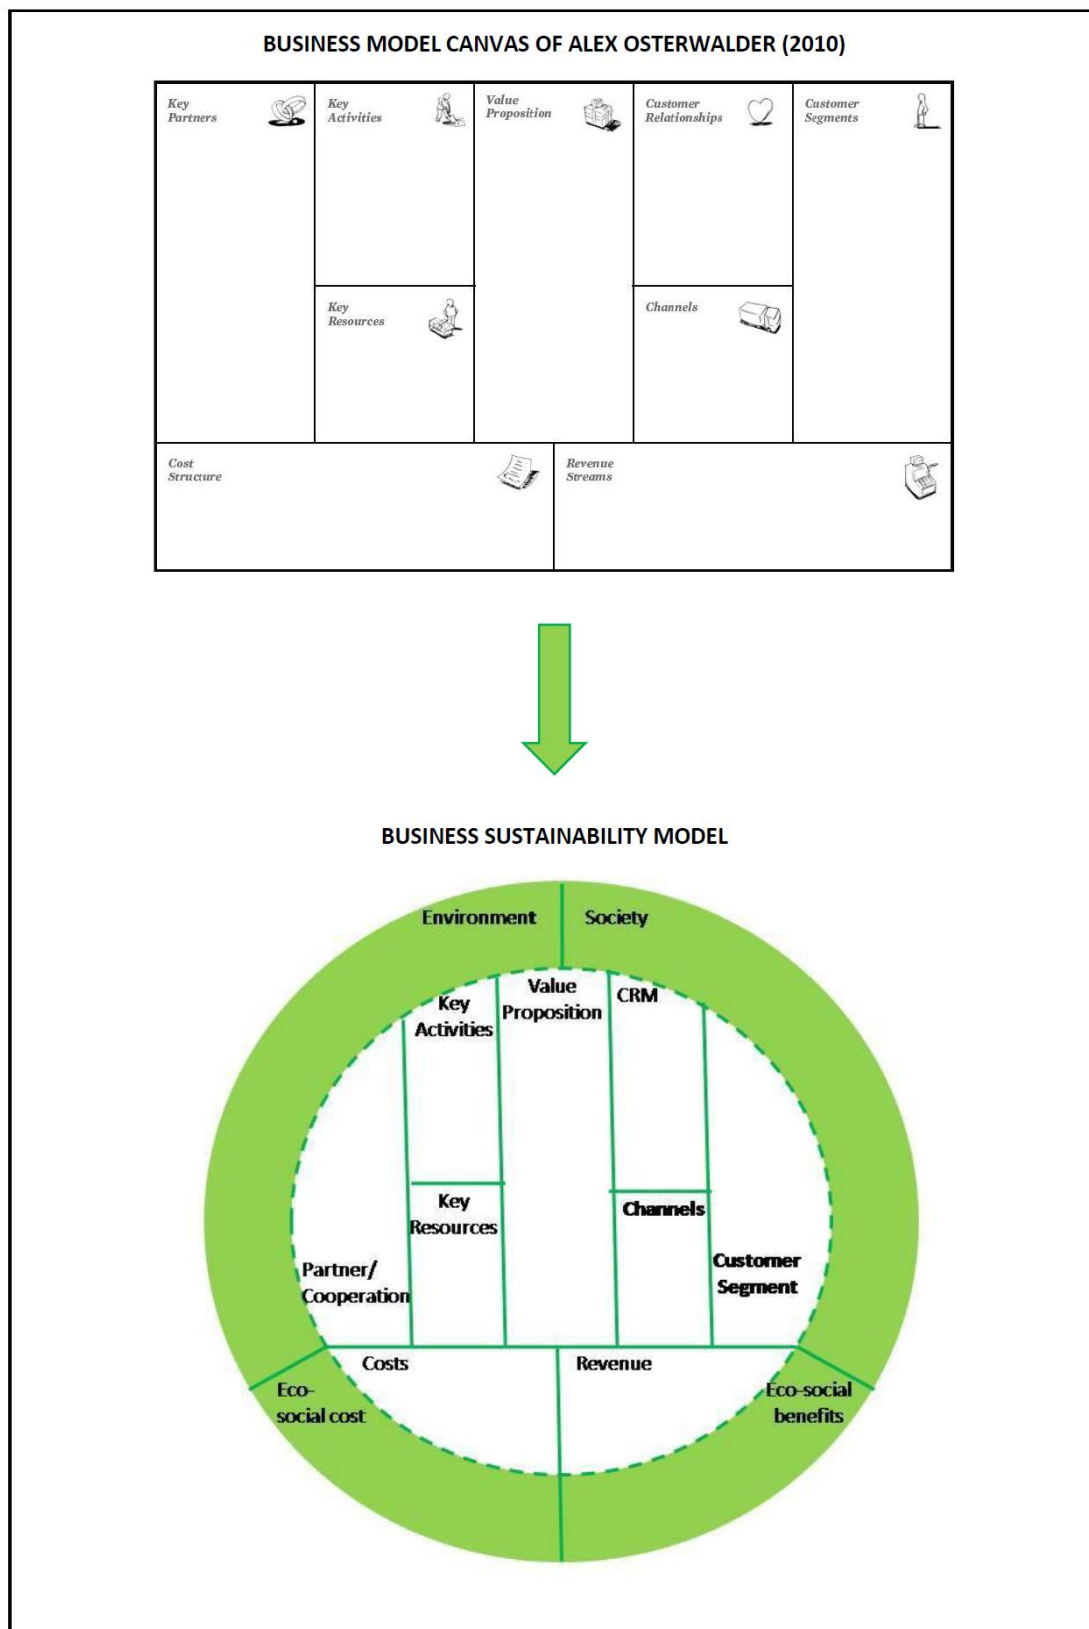 BUSINESS MODEL CANVAS OF ALEX OSTERWALDER (2010)
Key
Partners
Key
Activities
Value
Proposition
Customer
Relationships
Customer
Segments
Key
Resources
Channels
Cost
Structure
Revenue
Streams
BUSINESS SUSTAINABILITY MODEL
Environment
Society
Key
Activities
Value
Proposition
CRM
Key
Resources
Channels
Partner/
Cooperation
Customer
Segment
Costs
Revenue
Eco-
social cost
Eco-social
benefits